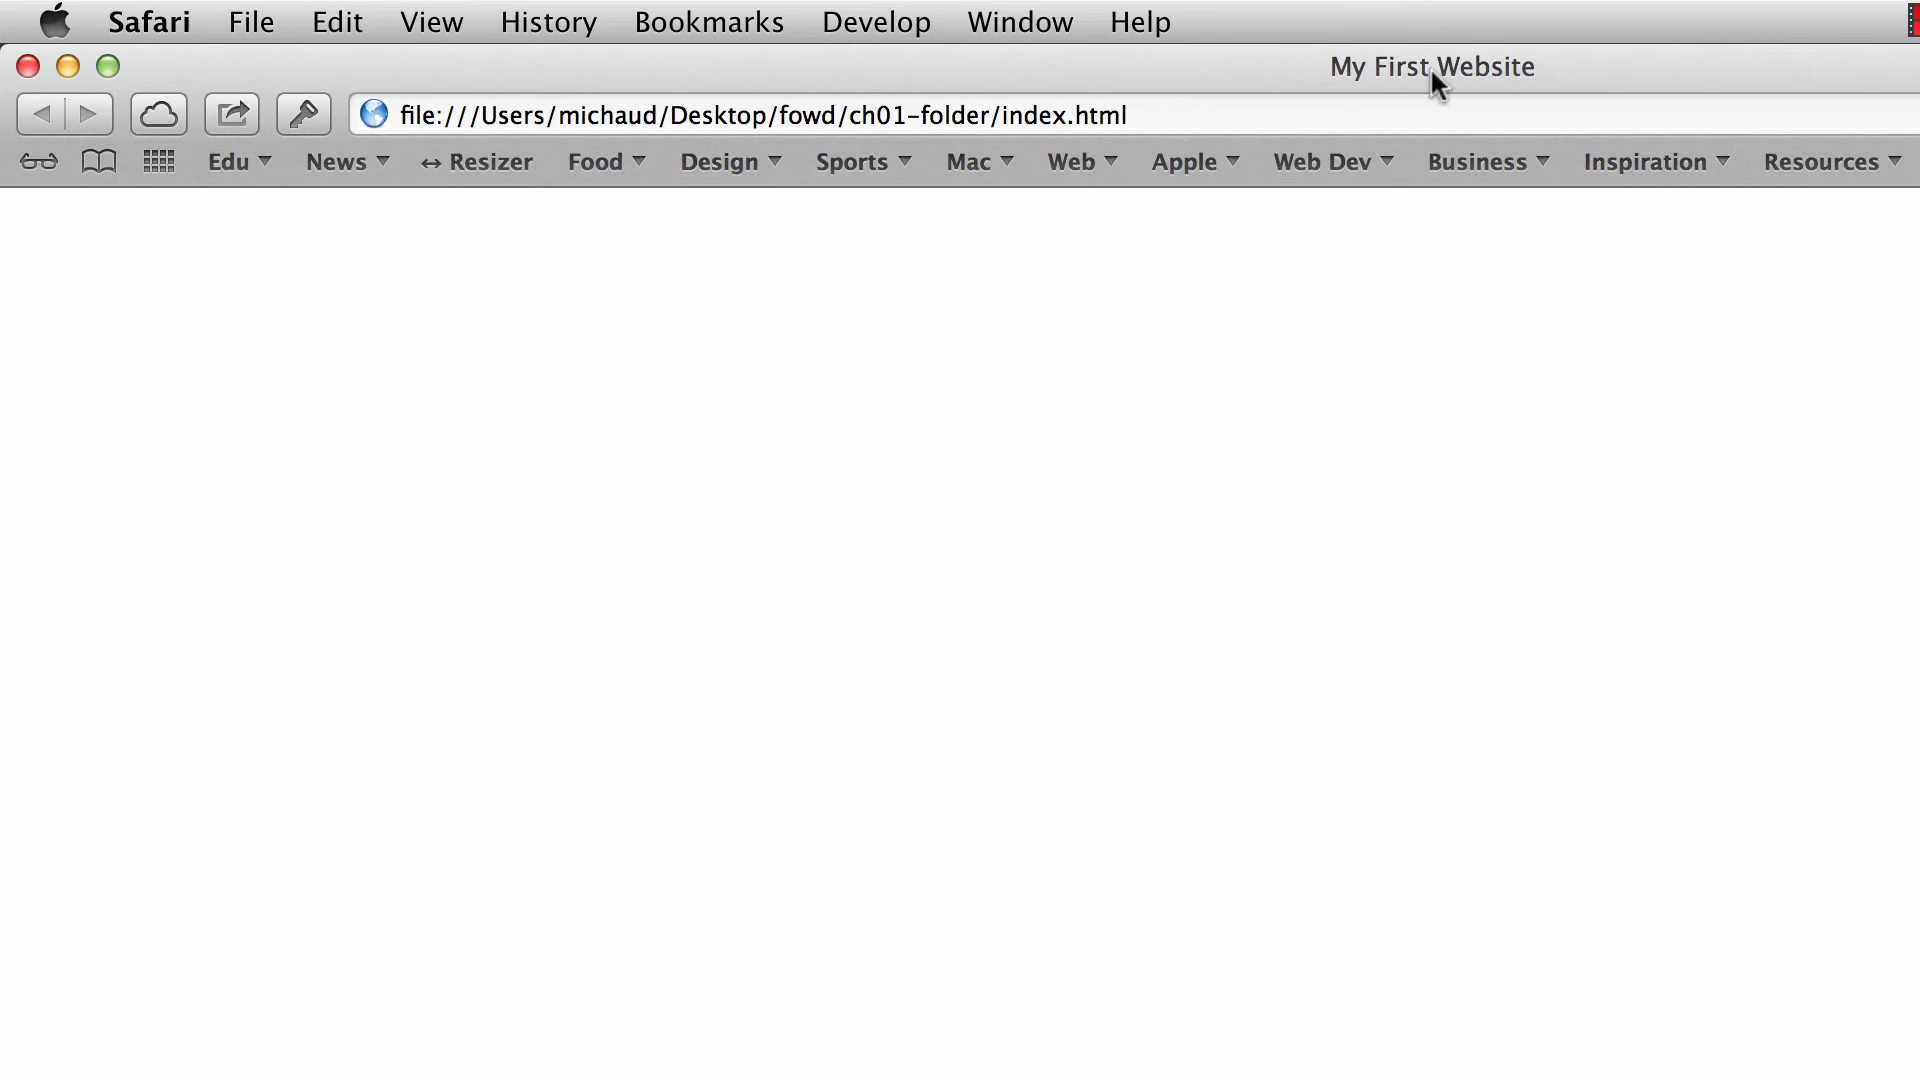 Safari File Edit View History Bookmarks Develop Window Help
My First Website
file:///Users/michaud/Desktop/fowd/ch01-folder/index.html
Edu News Resizer Food Design Sports Mac Web Apple Web Dev Business Inspiration Resources